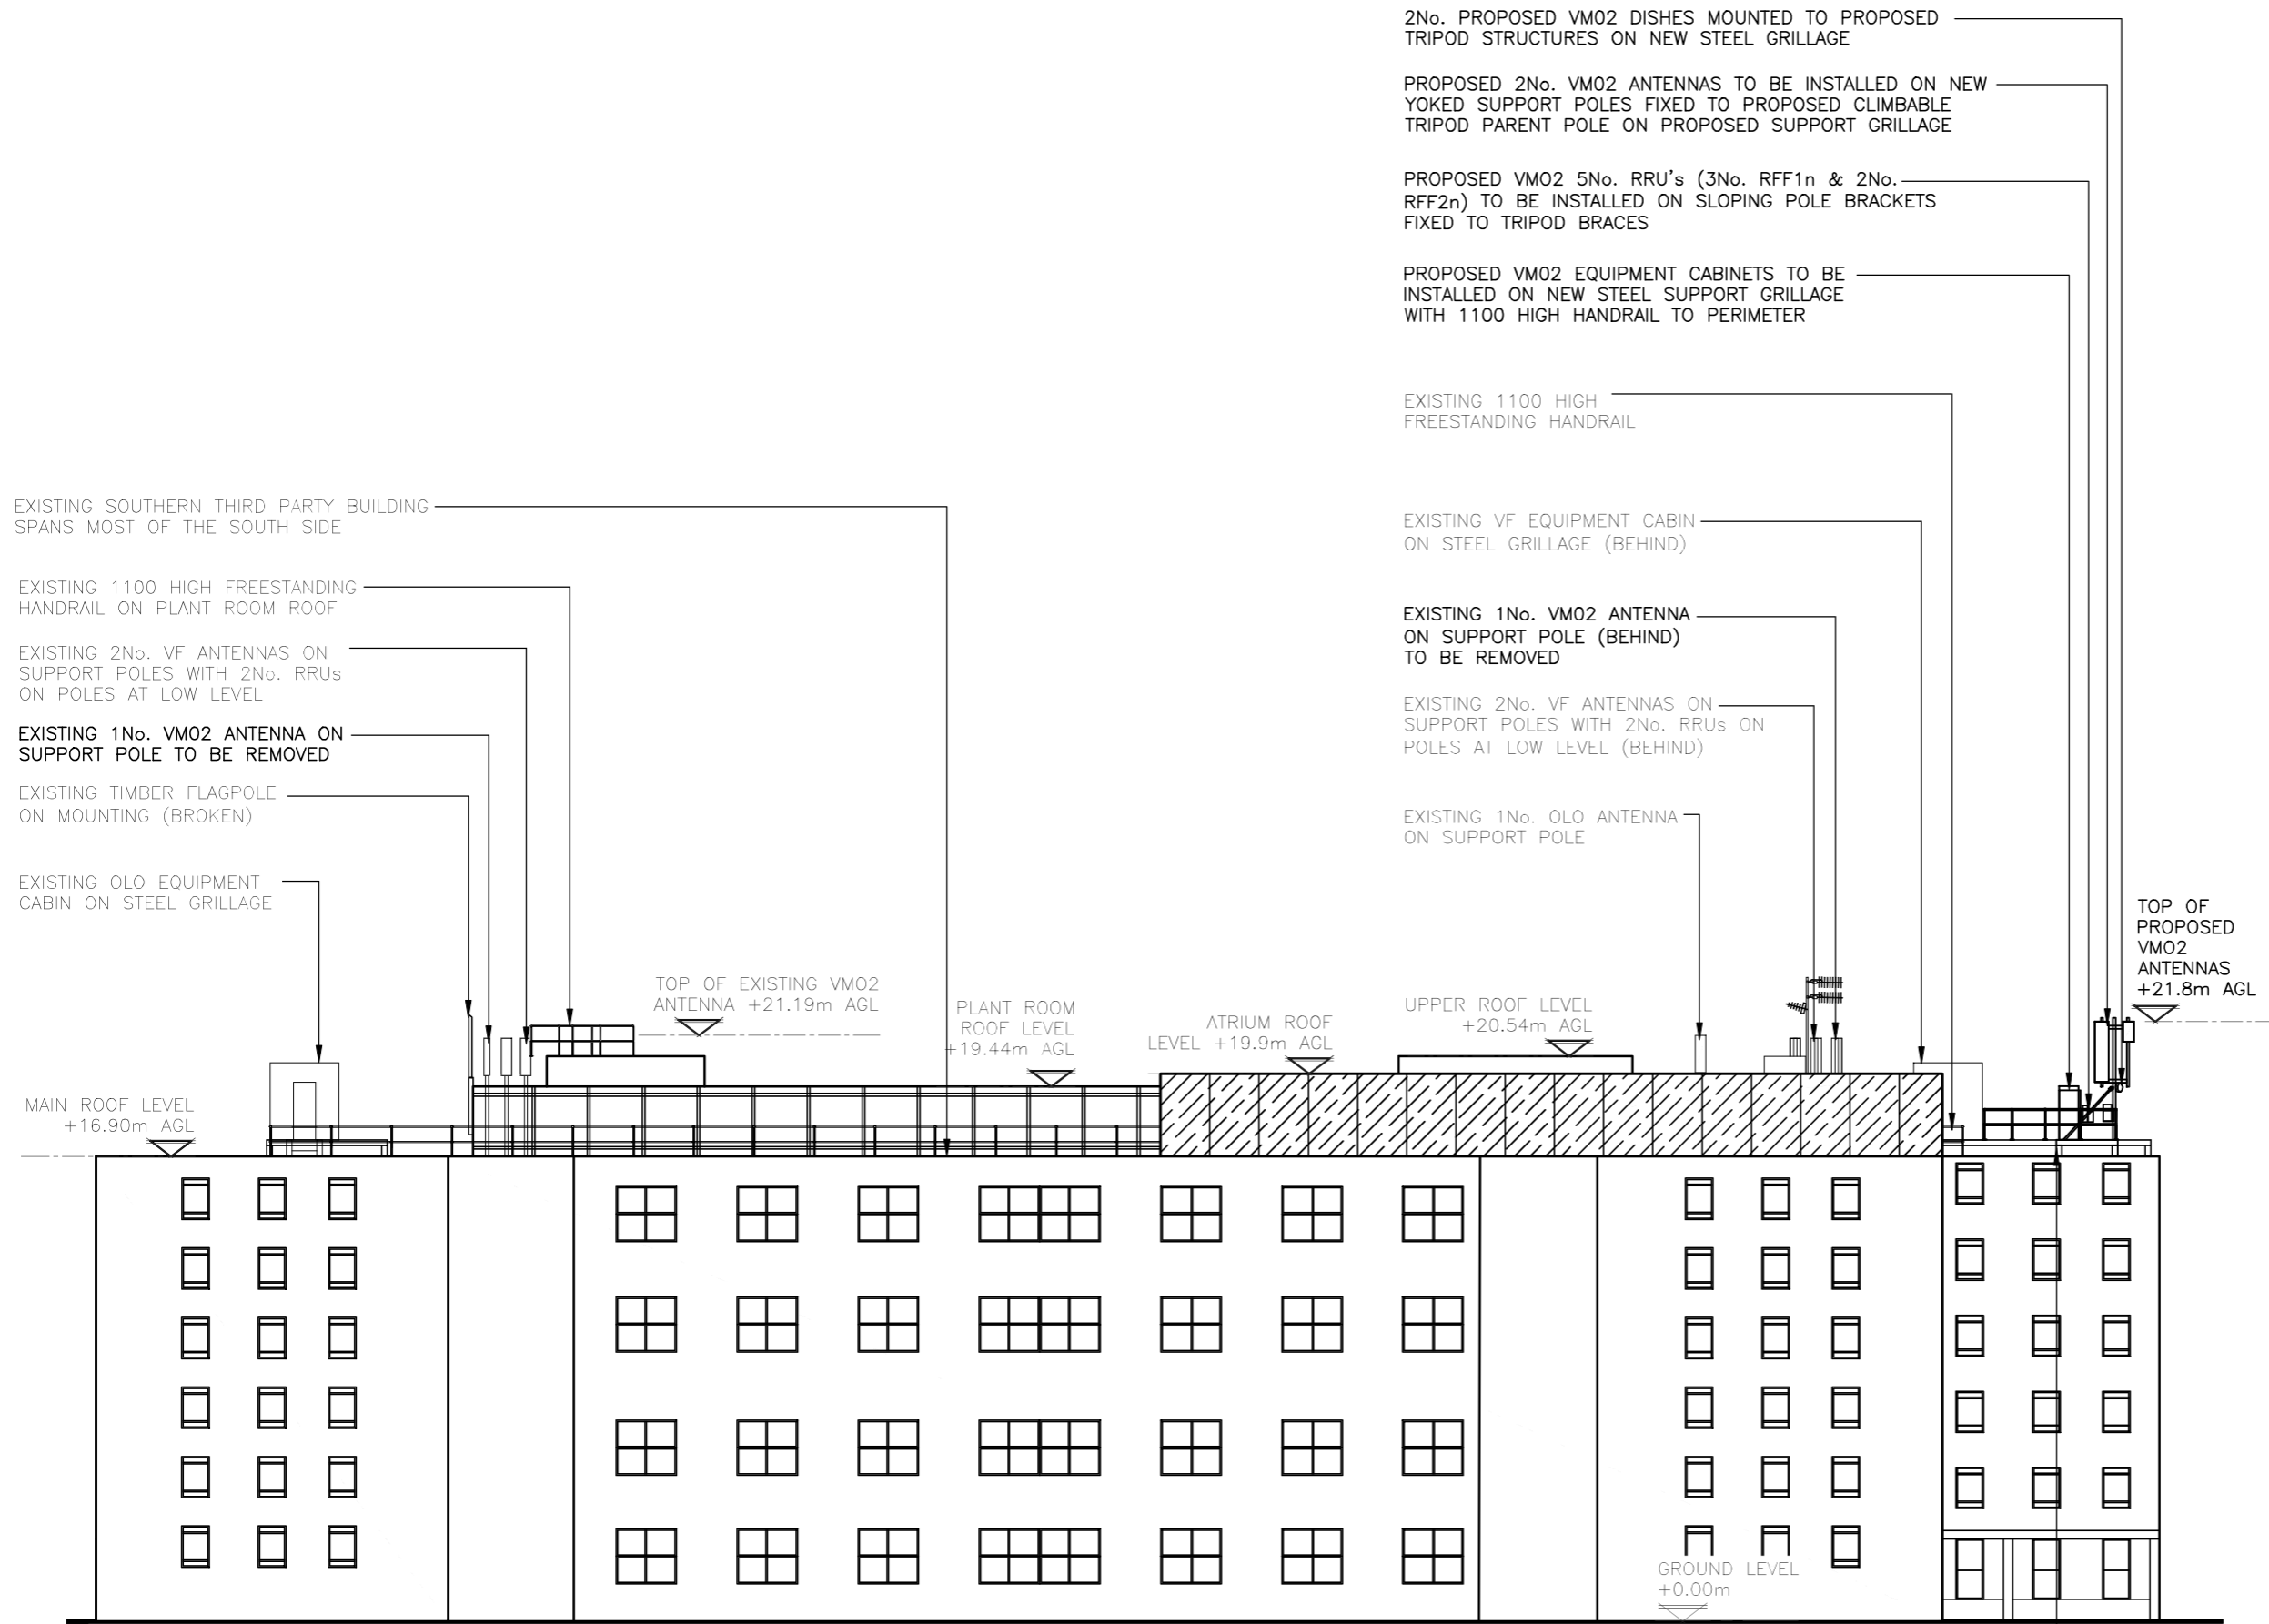 2No. PROPOSED VMO2 DISHES MOUNTED TO PROPOSED
TRIPOD STRUCTURES ON NEW STEEL GRILLAGE
PROPOSED 2No. VMO2 ANTENNAS TO BE INSTALLED ON NEW
YOKED SUPPORT POLES FIXED TO PROPOSED CLIMBABLE
TRIPOD PARENT POLE ON PROPOSED SUPPORT GRILLAGE
PROPOSED VMO2 5No. RRU's (3No. RFF1n & 2No.
RFF2n) TO BE INSTALLED ON SLOPING POLE BRACKETS
FIXED TO TRIPOD BRACES
PROPOSED VMO2 EQUIPMENT CABINETS TO BE
INSTALLED ON NEW STEEL SUPPORT GRILLAGE
WITH 1100 HIGH HANDRAIL TO PERIMETER
EXISTING 1100 HIGH
FREESTANDING HANDRAIL
EXISTING VF EQUIPMENT CABIN
ON STEEL GRILLAGE (BEHIND)
EXISTING 1No. VMO2 ANTENNA
ON SUPPORT POLE (BEHIND)
TO BE REMOVED
EXISTING 2No. VF ANTENNAS ON
SUPPORT POLES WITH 2No. RRUs ON
POLES AT LOW LEVEL (BEHIND)
EXISTING 1No. OLO ANTENNA
ON SUPPORT POLE
EXISTING SOUTHERN THIRD PARTY BUILDING
SPANS MOST OF THE SOUTH SIDE
EXISTING 1100 HIGH FREESTANDING
HANDRAIL ON PLANT ROOM ROOF
EXISTING 2No. VF ANTENNAS ON
SUPPORT POLES WITH 2No. RRUs
ON POLES AT LOW LEVEL
EXISTING 1No. VMO2 ANTENNA ON
SUPPORT POLE TO BE REMOVED
EXISTING TIMBER FLAGPOLE
ON MOUNTING (BROKEN)
EXISTING OLO EQUIPMENT
CABIN ON STEEL GRILLAGE
MAIN ROOF LEVEL
+16.90m AGL
TOP OF EXISTING VMO2
ANTENNA +21.19m AGL
PLANT ROOM
ROOF LEVEL
+19.44m AGL
ATRIUM ROOF
LEVEL +19.9m AGL
UPPER ROOF LEVEL
+20.54m AGL
TOP OF
PROPOSED
VMO2
ANTENNAS
+21.8m AGL
GROUND LEVEL
+0.00m